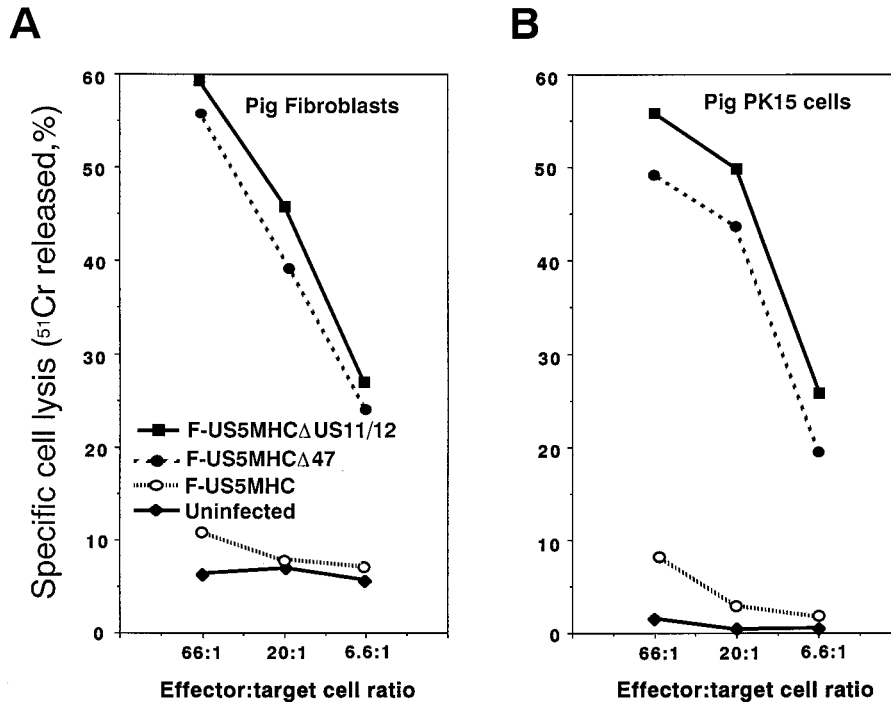 A
B
Specific cell lysis (⁵¹Cr released,%)
60
50
40
30
20
10
0
Pig Fibroblasts
F-US5MHCΔUS11/12
F-US5MHCΔ47
F-US5MHC
Uninfected
66:1 20:1 6.6:1
Effector:target cell ratio
60
50
40
30
20
10
0
Pig PK15 cells
66:1 20:1 6.6:1
Effector:target cell ratio